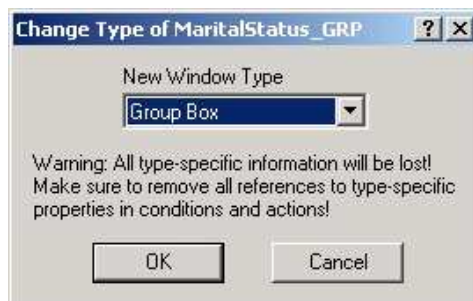 Change Type of MaritalStatus_GRP
New Window Type
Group Box
Warning: All type-specific information will be lost!
Make sure to remove all references to type-specific
properties in conditions and actions!
OK Cancel